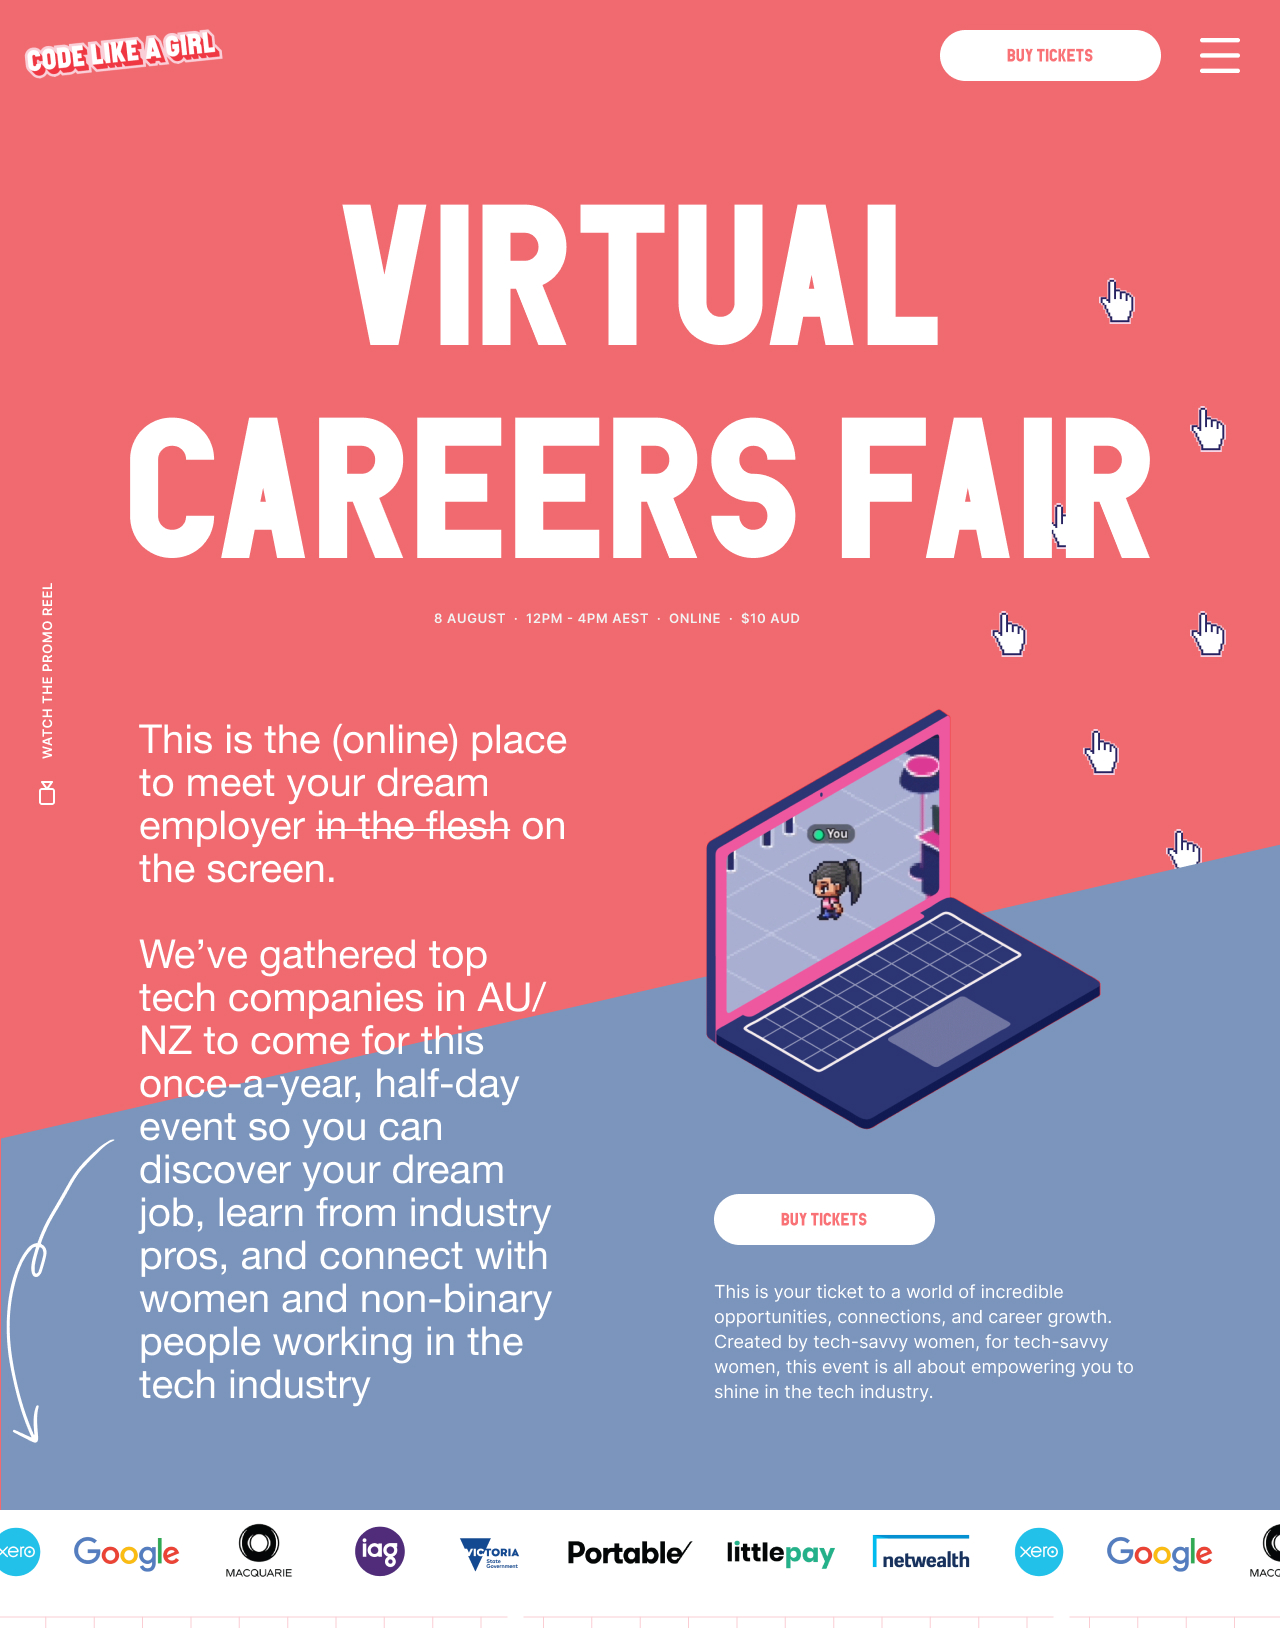 CODE LIKE A GIRL
BUY TICKETS
VIRTUAL
CAREERS FAIR
8 AUGUST · 12PM - 4PM AEST · ONLINE · $10 AUD
WATCH THE PROMO REEL
This is the (online) place
to meet your dream
employer in the flesh on
the screen.
You
We’ve gathered top
tech companies in AU/
NZ to come for this
once-a-year, half-day
event so you can
discover your dream
job, learn from industry
pros, and connect with
women and non-binary
people working in the
tech industry
BUY TICKETS
This is your ticket to a world of incredible
opportunities, connections, and career growth.
Created by tech-savvy women, for tech-savvy
women, this event is all about empowering you to
shine in the tech industry.
xero
Google
MACQUARIE
iag
VICTORIA
State
Government
Portable
littlepay
netwealth
xero
Google
MACQ